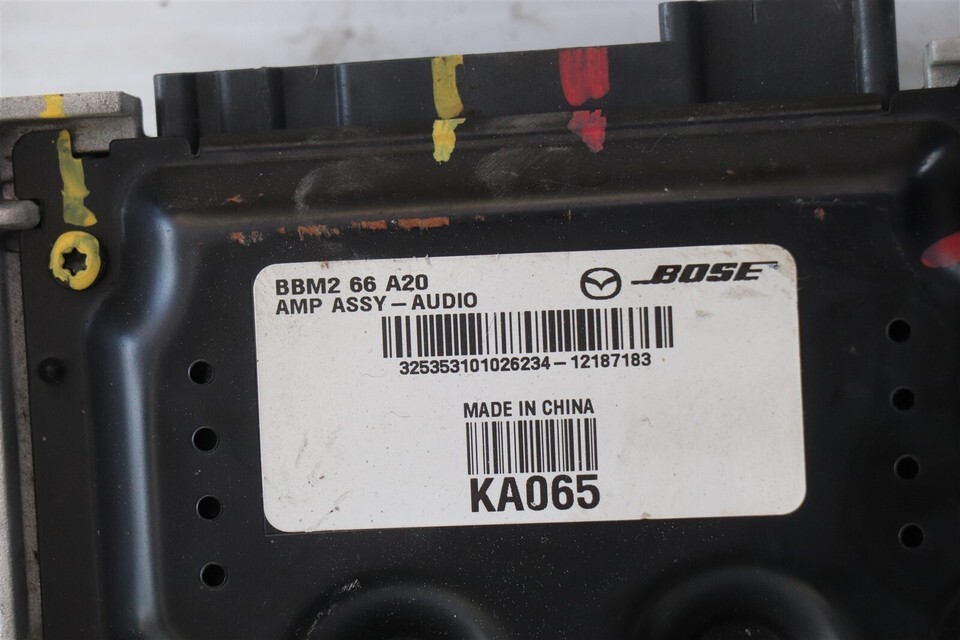 BBM2 66 A20
AMP ASSY-AUDIO
BOSE
325353101026234-12187183
MADE IN CHINA
KA065